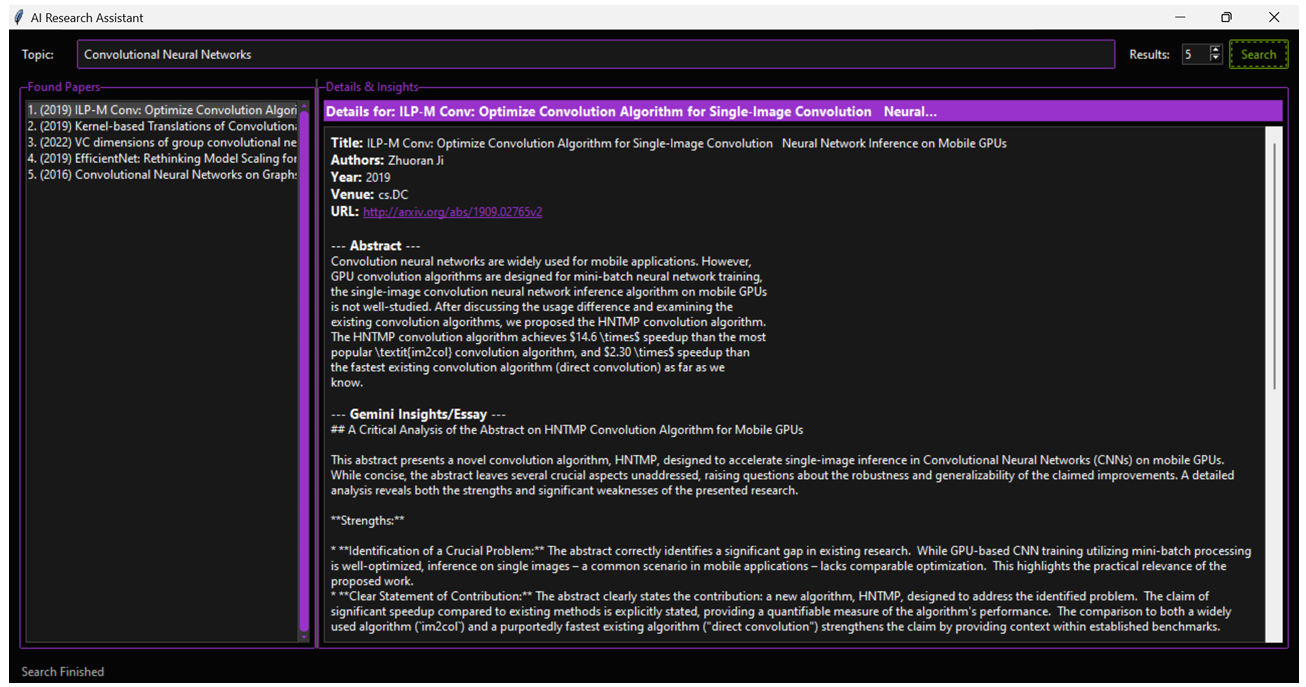 AI Research Assistant
Topic: Convolutional Neural Networks Results: 5 Search
Found Papers
1. (2019) ILP-M Conv: Optimize Convolution Algori
2. (2019) Kernel-based Translations of Convolution
3. (2022) VC dimensions of group convolutional ne
4. (2019) EfficientNet: Rethinking Model Scaling for
5. (2016) Convolutional Neural Networks on Graph
Details & Insights
Details for: ILP-M Conv: Optimize Convolution Algorithm for Single-Image Convolution Neural...
Title: ILP-M Conv: Optimize Convolution Algorithm for Single-Image Convolution Neural Network Inference on Mobile GPUs
Authors: Zhuoran Ji
Year: 2019
Venue: cs.DC
URL: http://arxiv.org/abs/1909.02765v2
--- Abstract ---
Convolution neural networks are widely used for mobile applications. However,
GPU convolution algorithms are designed for mini-batch neural network training,
the single-image convolution neural network inference algorithm on mobile GPUs
is not well-studied. After discussing the usage difference and examining the
existing convolution algorithms, we proposed the HNTMP convolution algorithm.
The HNTMP convolution algorithm achieves $14.6 \times$ speedup than the most
popular \textit{im2col} convolution algorithm, and $2.30 \times$ speedup than
the fastest existing convolution algorithm (direct convolution) as far as we
know.
--- Gemini Insights/Essay ---
## A Critical Analysis of the Abstract on HNTMP Convolution Algorithm for Mobile GPUs
This abstract presents a novel convolution algorithm, HNTMP, designed to accelerate single-image inference in Convolutional Neural Networks (CNNs) on mobile GPUs.
While concise, the abstract leaves several crucial aspects unaddressed, raising questions about the robustness and generalizability of the claimed improvements. A detailed
analysis reveals both the strengths and significant weaknesses of the presented research.
**Strengths:**
* **Identification of a Crucial Problem:** The abstract correctly identifies a significant gap in existing research. While GPU-based CNN training utilizing mini-batch processing
is well-optimized, inference on single images – a common scenario in mobile applications – lacks comparable optimization. This highlights the practical relevance of the
proposed work.
* **Clear Statement of Contribution:** The abstract clearly states the contribution: a new algorithm, HNTMP, designed to address the identified problem. The claim of
significant speedup compared to existing methods is explicitly stated, providing a quantifiable measure of the algorithm's performance. The comparison to both a widely
used algorithm (`im2col`) and a purportedly fastest existing algorithm ("direct convolution") strengthens the claim by providing context within established benchmarks.
Search Finished